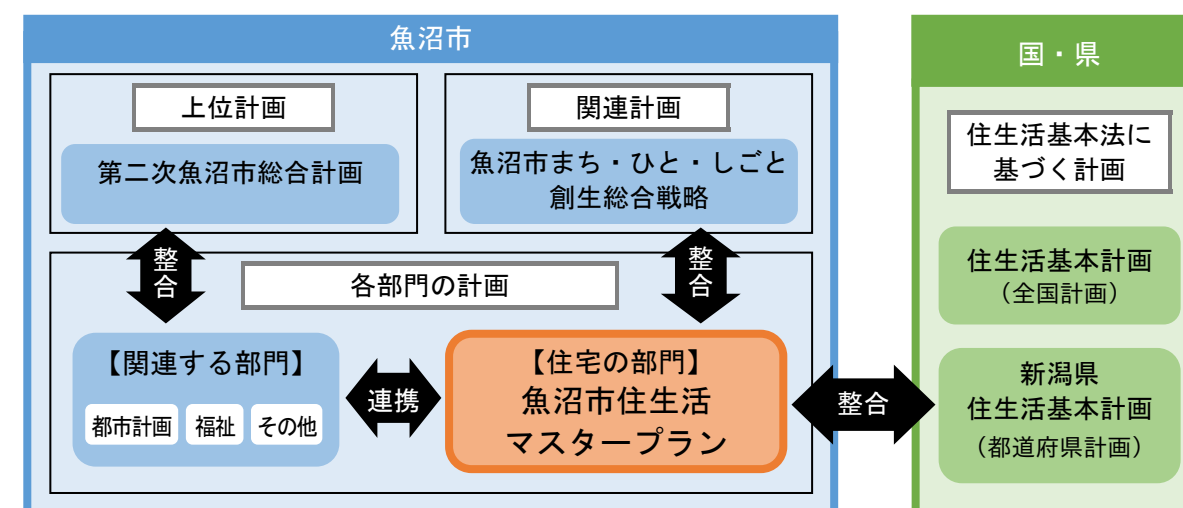 魚沼市
上位計画
第二次魚沼市総合計画
関連計画
魚沼市まち・ひと・しごと
創生総合戦略
整合
整合
各部門の計画
【関連する部門】
都市計画 福祉 その他
連携
【住宅の部門】
魚沼市住生活
マスタープラン
整合
国・県
住生活基本法に
基づく計画
住生活基本計画
（全国計画）
新潟県
住生活基本計画
（都道府県計画）